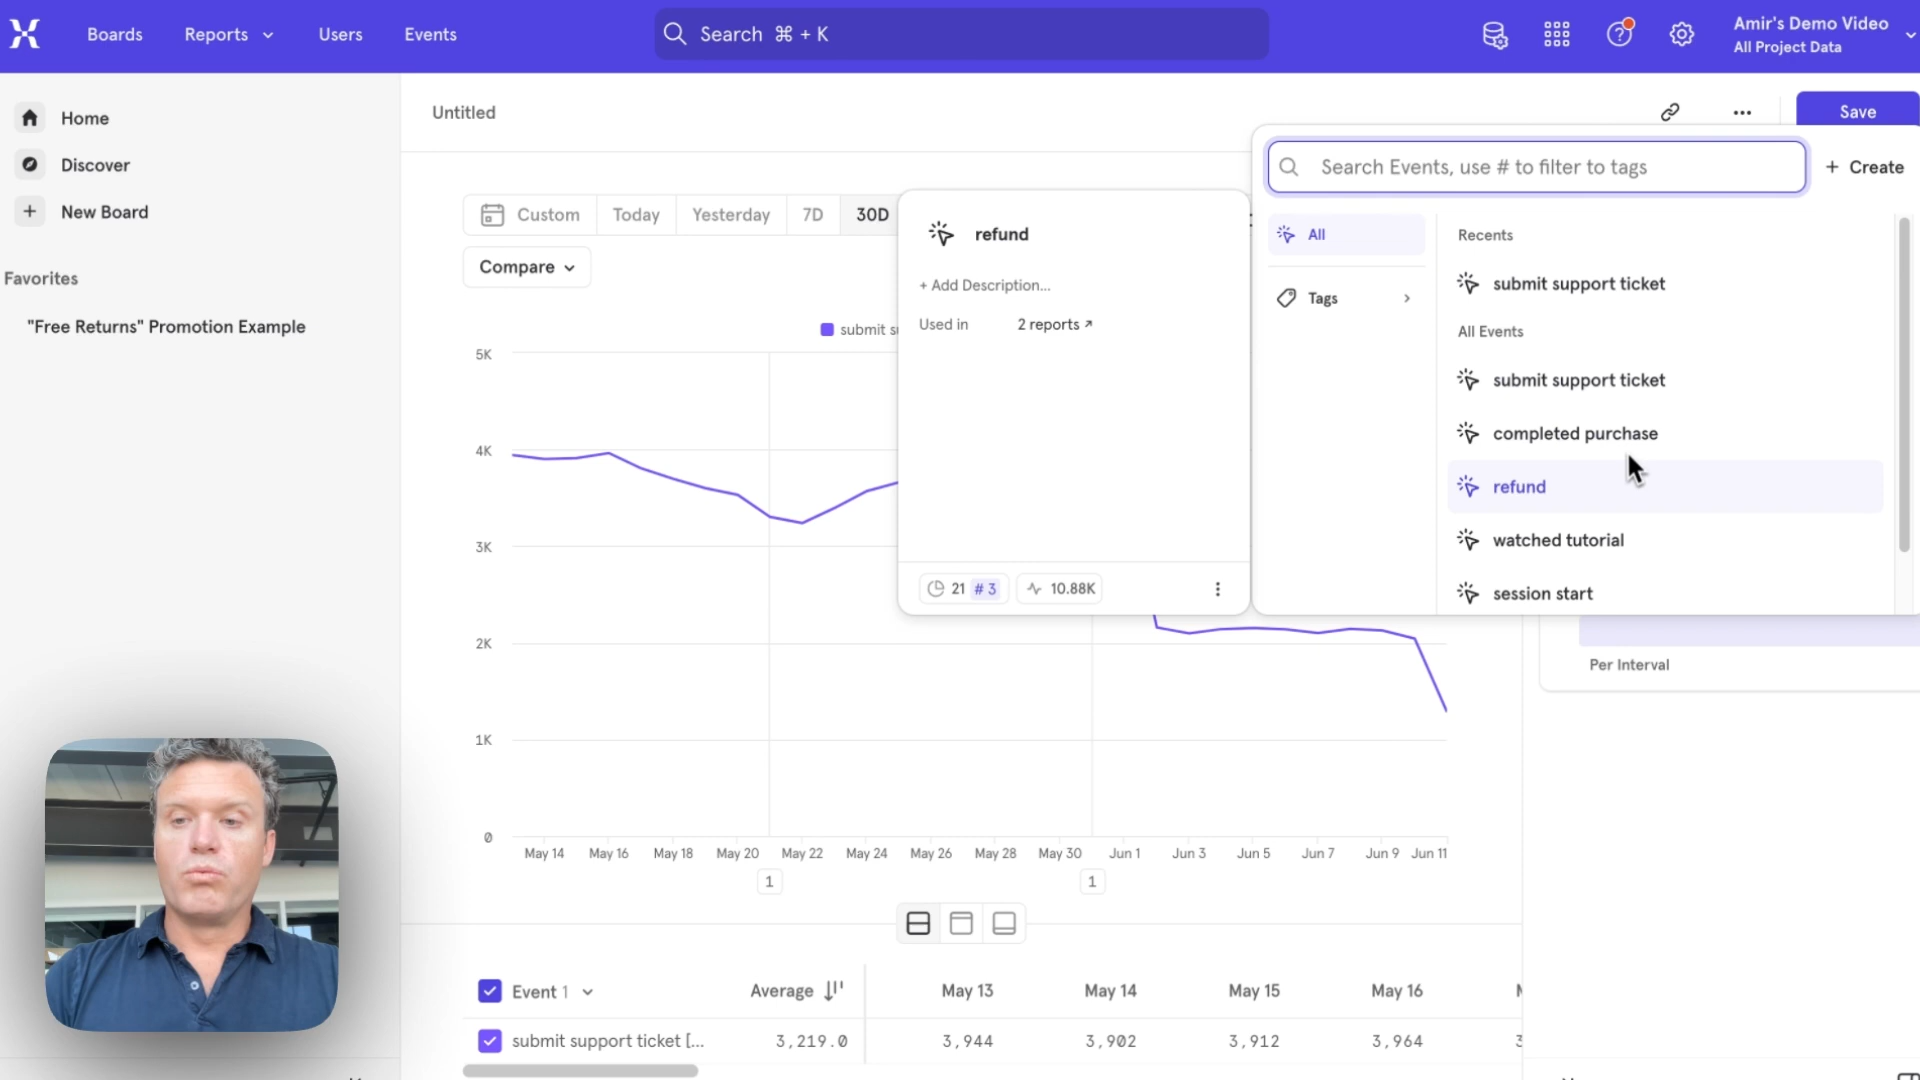 Boards
Reports
Users
Events
Search ⌘ + K
Amir's Demo Video
All Project Data
Home
Discover
New Board
Favorites
"Free Returns" Promotion Example
Untitled
Save
Custom
Today
Yesterday
7D
30D
Compare
submit
5K
4K
3K
2K
1K
0
May 14
May 16
May 18
May 20
May 22
May 24
May 26
May 28
May 30
Jun 1
Jun 3
Jun 5
Jun 7
Jun 9
Jun 11
1
1
refund
+ Add Description...
Used in
2 reports
21
# 3
10.88K
Search Events, use # to filter to tags
+ Create
All
Tags
Recents
submit support ticket
All Events
submit support ticket
completed purchase
refund
watched tutorial
session start
Per Interval
Event 1
Average
May 13
May 14
May 15
May 16
submit support ticket [...
3,219.0
3,944
3,902
3,912
3,964